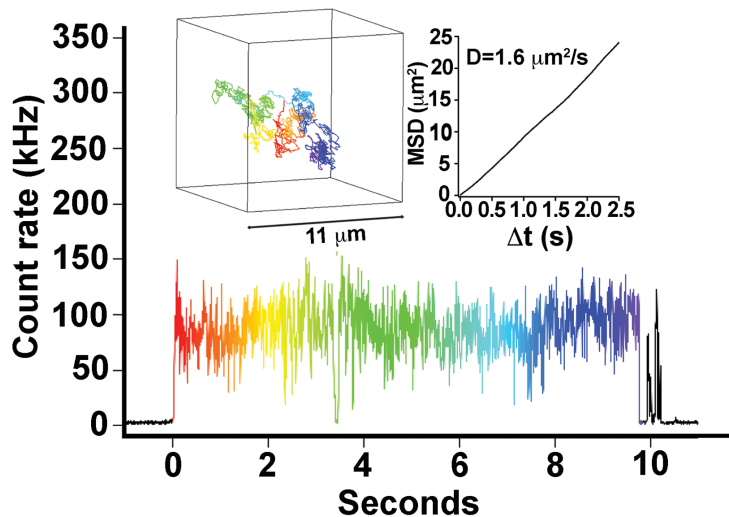 350
300
250
200
150
100
50
0
Count rate (kHz)
11 μm
25
20
15
10
5
0
MSD (μm²)
D=1.6 μm²/s
0.0 0.5 1.0 1.5 2.0 2.5
Δt (s)
0 2 4 6 8 10
Seconds